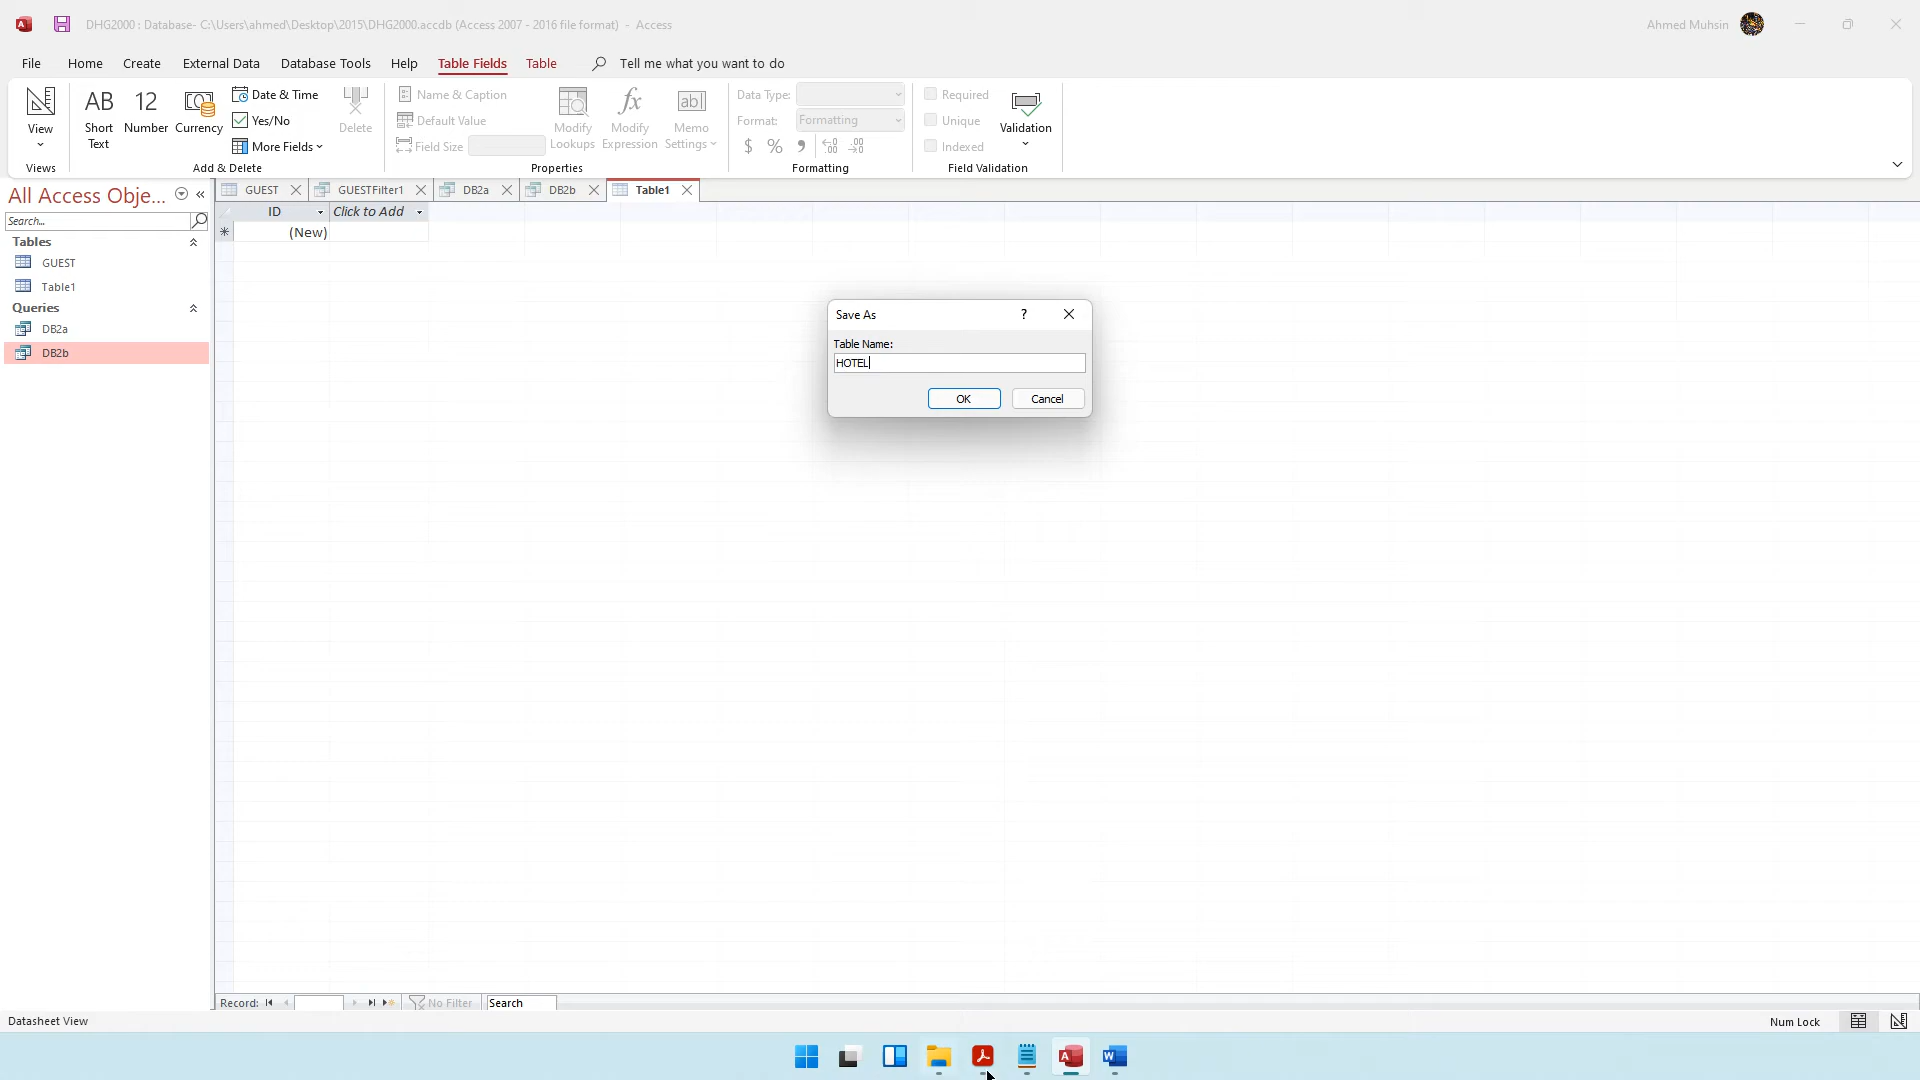 DHG2000 : Database- C:\Users\ahmed\Desktop\2015\DHG2000.accdb (Access 2007 - 2016 file format) - Access
Ahmed Muhsin
File Home Create External Data Database Tools Help Table Fields Table Tell me what you want to do
View
Views
AB
Short
Text
12
Number
Currency
Date & Time
Yes/No
More Fields
Delete
Add & Delete
Name & Caption
Default Value
Field Size
Modify
Lookups
fx
Modify
Expression
ab
Memo
Settings
Properties
Data Type:
Format: Formatting
$ % ,
Formatting
Required
Unique
Indexed
Validation
Field Validation
All Access Obje...
Search...
Tables
GUEST
Table1
Queries
DB2a
DB2b
GUEST GUESTFilter1 DB2a DB2b Table1
ID Click to Add
(New)
Save As ?
Table Name:
HOTEL
OK Cancel
Record: No Filter Search
Datasheet View
Num Lock